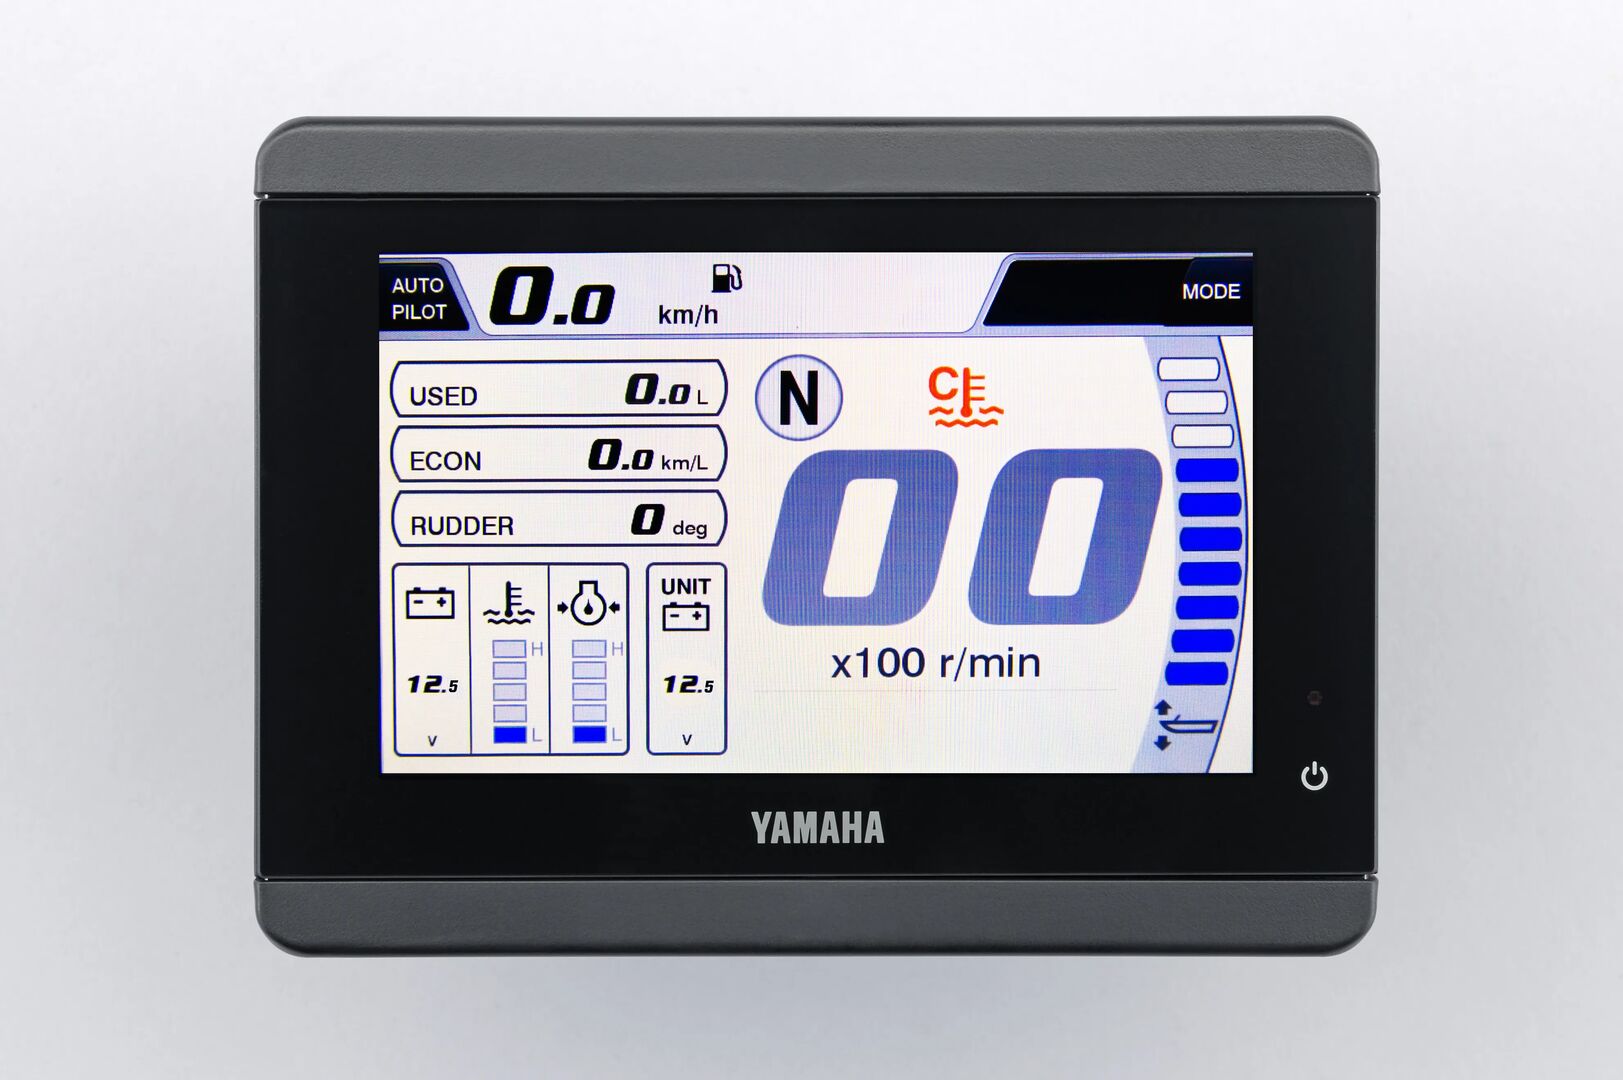 AUTO
PILOT
0.0 km/h
MODE
USED 0.0 L
ECON 0.0 km/L
RUDDER 0 deg
N
C
00
x100 r/min
UNIT
H
H
12.5
12.5
V
L
L
V
YAMAHA